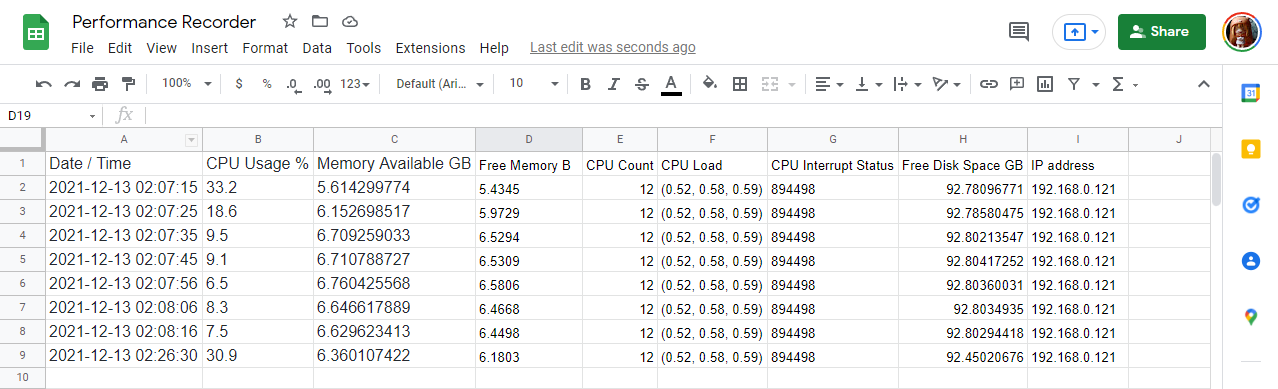 Performance Recorder
File Edit View Insert Format Data Tools Extensions Help Last edit was seconds ago
Share
100% $ % .0 .00 123 Default (Ari... 10 B I S A
31
D19 fx
A B C D E F G H I J
1 Date / Time CPU Usage % Memory Available GB Free Memory B CPU Count CPU Load CPU Interrupt Status Free Disk Space GB IP address
2 2021-12-13 02:07:15 33.2 5.614299774 5.4345 12 (0.52, 0.58, 0.59) 894498 92.78096771 192.168.0.121
3 2021-12-13 02:07:25 18.6 6.152698517 5.9729 12 (0.52, 0.58, 0.59) 894498 92.78580475 192.168.0.121
4 2021-12-13 02:07:35 9.5 6.709259033 6.5294 12 (0.52, 0.58, 0.59) 894498 92.80213547 192.168.0.121
5 2021-12-13 02:07:45 9.1 6.710788727 6.5309 12 (0.52, 0.58, 0.59) 894498 92.80417252 192.168.0.121
6 2021-12-13 02:07:56 6.5 6.760425568 6.5806 12 (0.52, 0.58, 0.59) 894498 92.80360031 192.168.0.121
7 2021-12-13 02:08:06 8.3 6.646617889 6.4668 12 (0.52, 0.58, 0.59) 894498 92.8034935 192.168.0.121
8 2021-12-13 02:08:16 7.5 6.629623413 6.4498 12 (0.52, 0.58, 0.59) 894498 92.80294418 192.168.0.121
9 2021-12-13 02:26:30 30.9 6.360107422 6.1803 12 (0.52, 0.58, 0.59) 894498 92.45020676 192.168.0.121
10